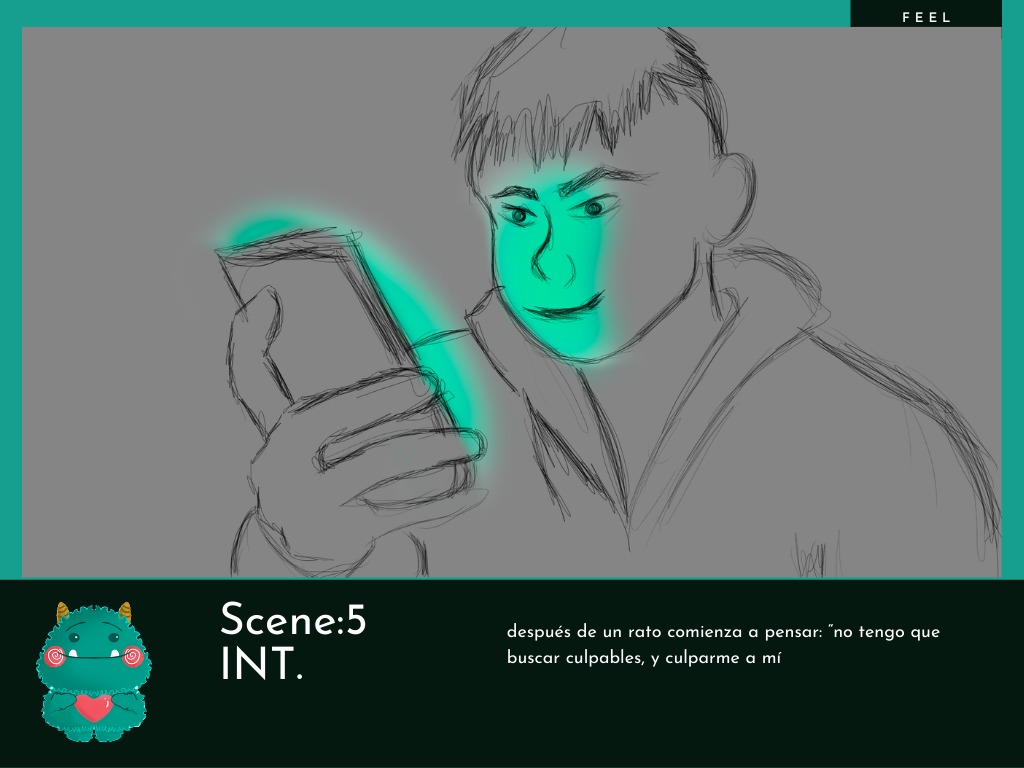 FEEL
Scene:5
INT.
después de un rato comienza a pensar: ˝no tengo que
buscar culpables, y culparme a mí